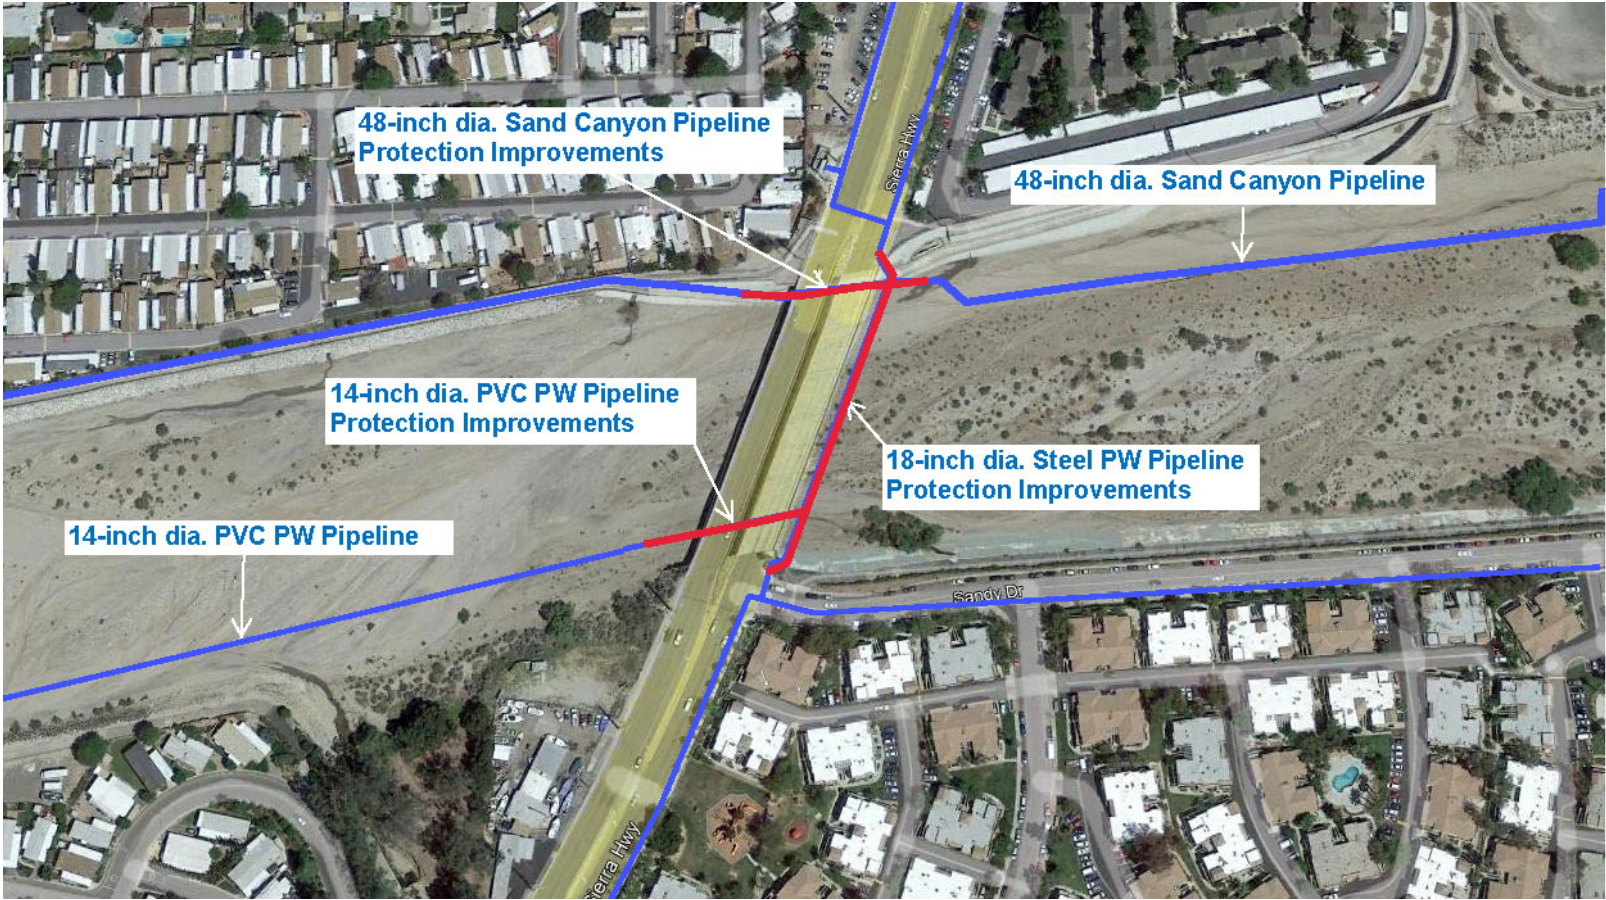 48-inch dia. Sand Canyon Pipeline
Protection Improvements
Sierra Hwy
48-inch dia. Sand Canyon Pipeline
14-inch dia. PVC PW Pipeline
Protection Improvements
18-inch dia. Steel PW Pipeline
Protection Improvements
14-inch dia. PVC PW Pipeline
Sandy Dr
Sierra Hwy